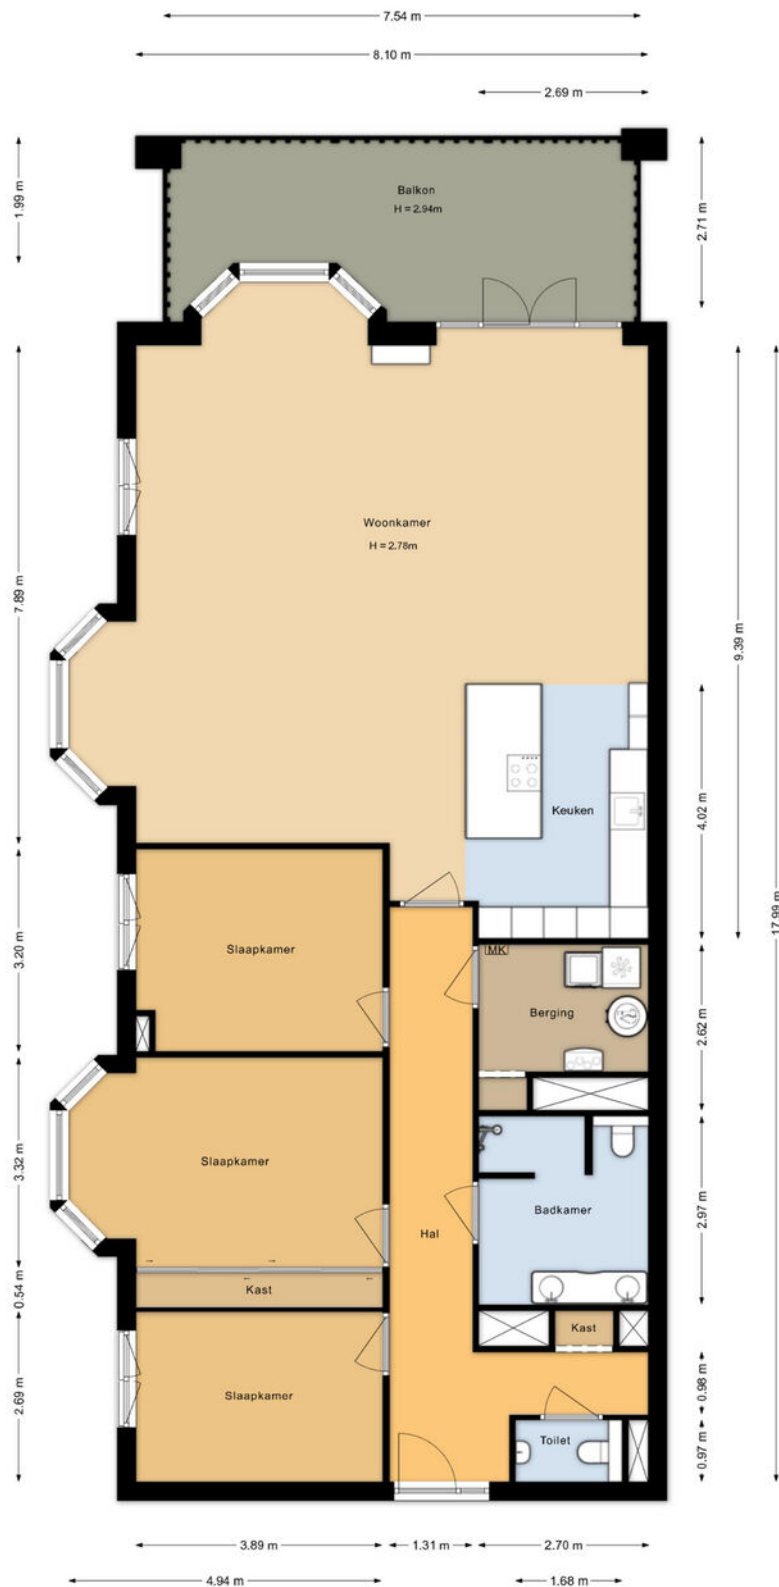 7.54 m
8.10 m
2.69 m
1.99 m
2.71 m
Balkon
H = 2.94m
Woonkamer
H = 2.78m
7.89 m
9.39 m
4.02 m
17.99 m
Keuken
3.20 m
Slaapkamer
MK
Berging
2.62 m
3.32 m
Slaapkamer
Badkamer
2.97 m
Hal
0.54 m
Kast
Kast
2.69 m
Slaapkamer
0.98 m
Toilet
0.97 m
3.89 m
1.31 m
2.70 m
4.94 m
1.68 m